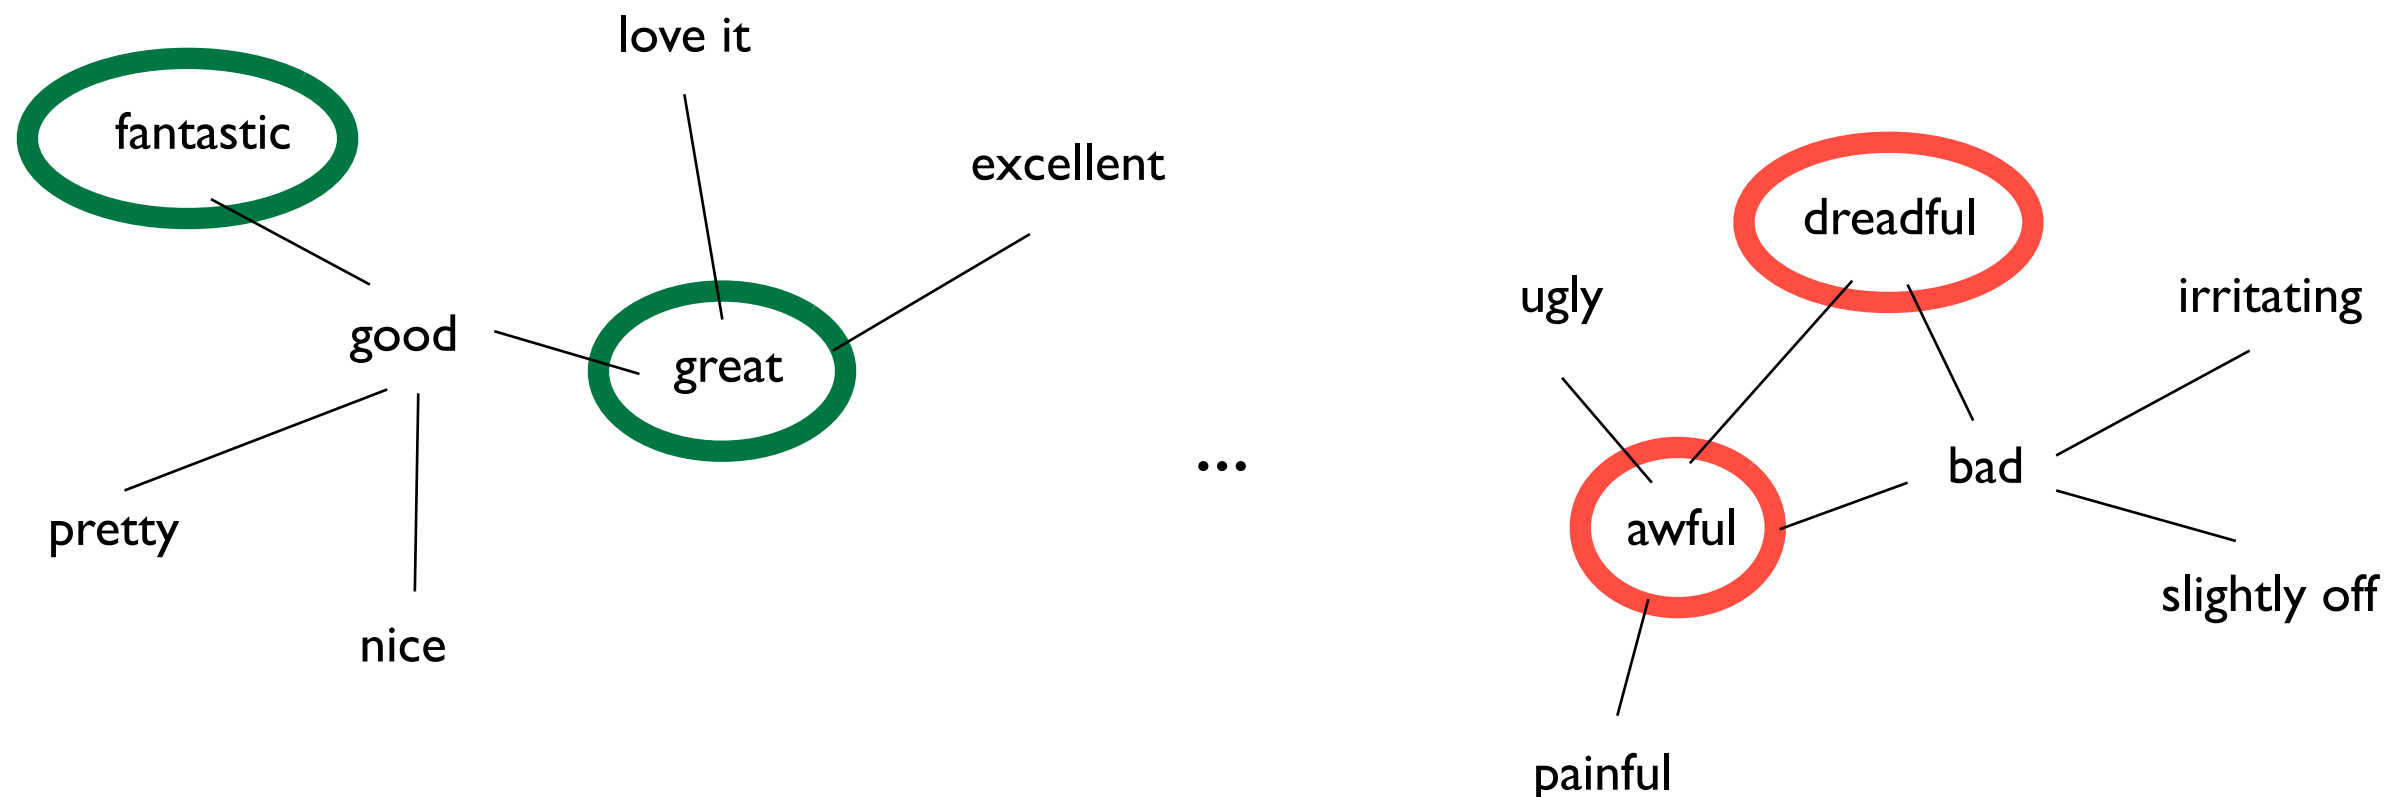 love it
fantastic
excellent
good
great
pretty
nice
...
dreadful
ugly
irritating
bad
awful
slightly off
painful